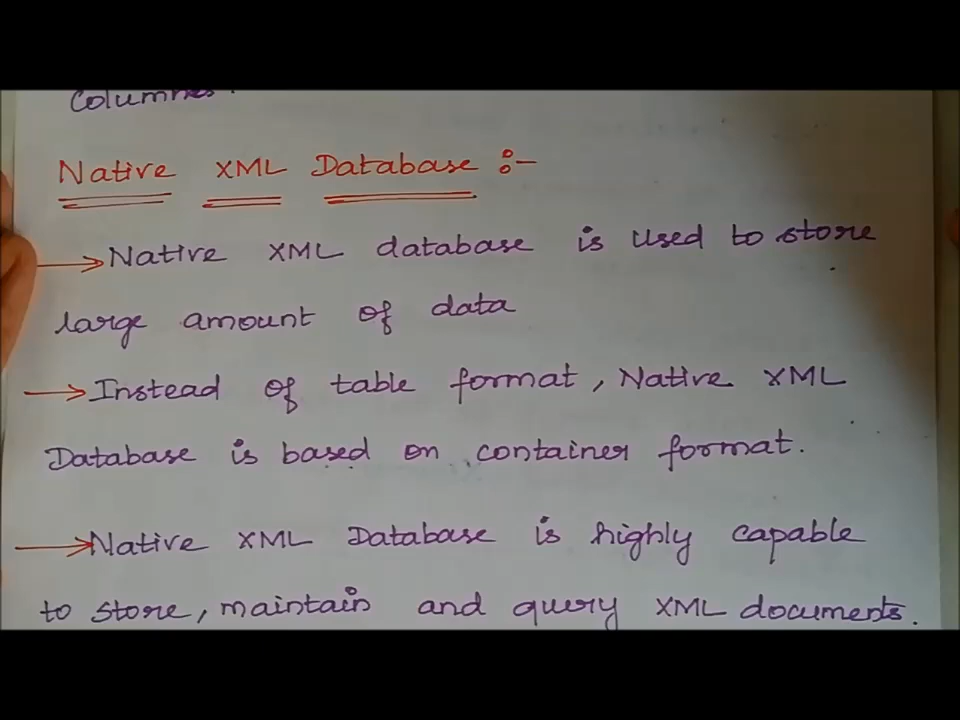 columns.
Native XML Database :-
→ Native XML database is used to store
large amount of data
→ Instead of table format, Native XML
Database is based on container format.
→ Native XML Database is highly capable
to store, maintain and query XML documents.